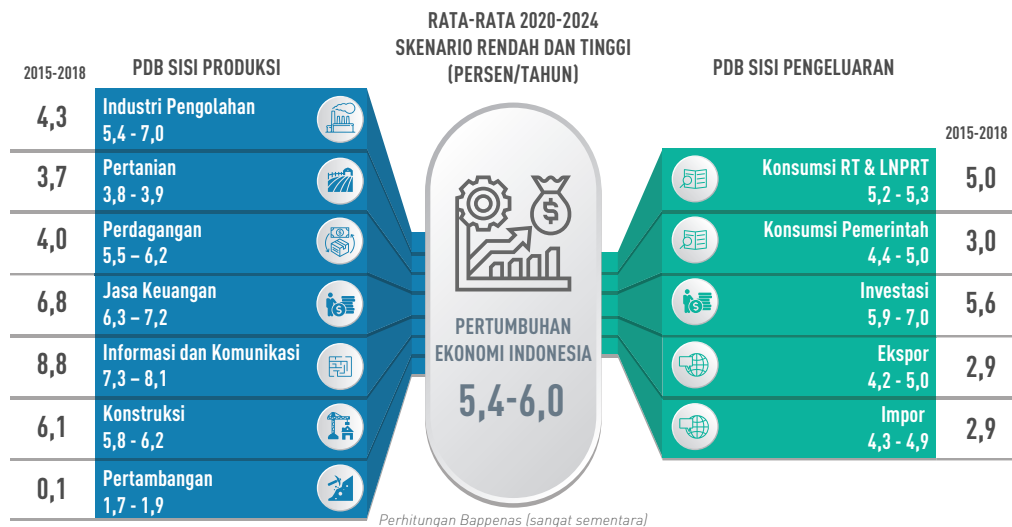 RATA-RATA 2020-2024
SKENARIO RENDAH DAN TINGGI
(PERSEN/TAHUN)
2015-2018
PDB SISI PRODUKSI
4,3
Industri Pengolahan
5,4 - 7,0
3,7
Pertanian
3,8 - 3,9
4,0
Perdagangan
5,5 – 6,2
6,8
Jasa Keuangan
6,3 – 7,2
8,8
Informasi dan Komunikasi
7,3 – 8,1
6,1
Konstruksi
5,8 - 6,2
0,1
Pertambangan
1,7 - 1,9
$
PERTUMBUHAN
EKONOMI INDONESIA
5,4-6,0
PDB SISI PENGELUARAN
2015-2018
Konsumsi RT & LNPRT
5,2 - 5,3
5,0
Konsumsi Pemerintah
4,4 - 5,0
3,0
Investasi
5,9 - 7,0
5,6
Ekspor
4,2 - 5,0
2,9
Impor
4,3 - 4,9
2,9
Perhitungan Bappenas (sangat sementara)